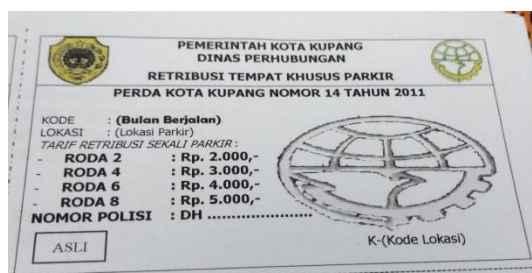 PEMERINTAH KOTA KUPANG
DINAS PERHUBUNGAN
RETRIBUSI TEMPAT KHUSUS PARKIR
PERDA KOTA KUPANG NOMOR 14 TAHUN 2011
KODE : (Bulan Berjalan)
LOKASI : (Lokasi Parkir)
TARIF RETRIBUSI SEKALI PARKIR :
- RODA 2 : Rp. 2.000,-
- RODA 4 : Rp. 3.000,-
- RODA 6 : Rp. 4.000,-
- RODA 8 : Rp. 5.000,-
NOMOR POLISI : DH ......................
ASLI
K-(Kode Lokasi)